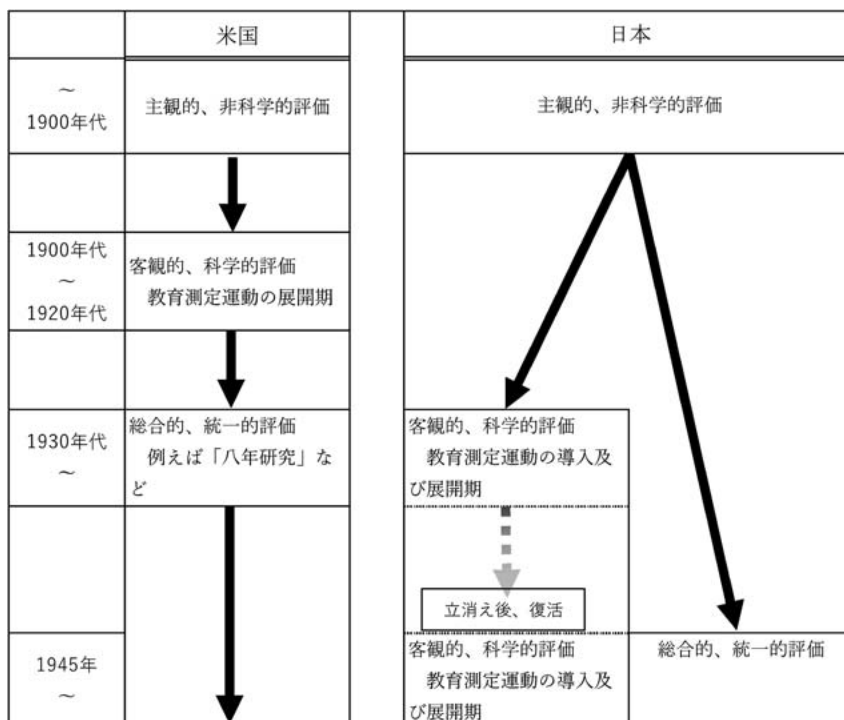 米国
日本
～
1900年代
主観的、非科学的評価
主観的、非科学的評価
1900年代
～
1920年代
客観的、科学的評価
教育測定運動の展開期
1930年代
～
総合的、統一的評価
例えば「八年研究」な
ど
客観的、科学的評価
教育測定運動の導入及
び展開期
立消え後、復活
1945年
～
客観的、科学的評価
教育測定運動の導入及
び展開期
総合的、統一的評価